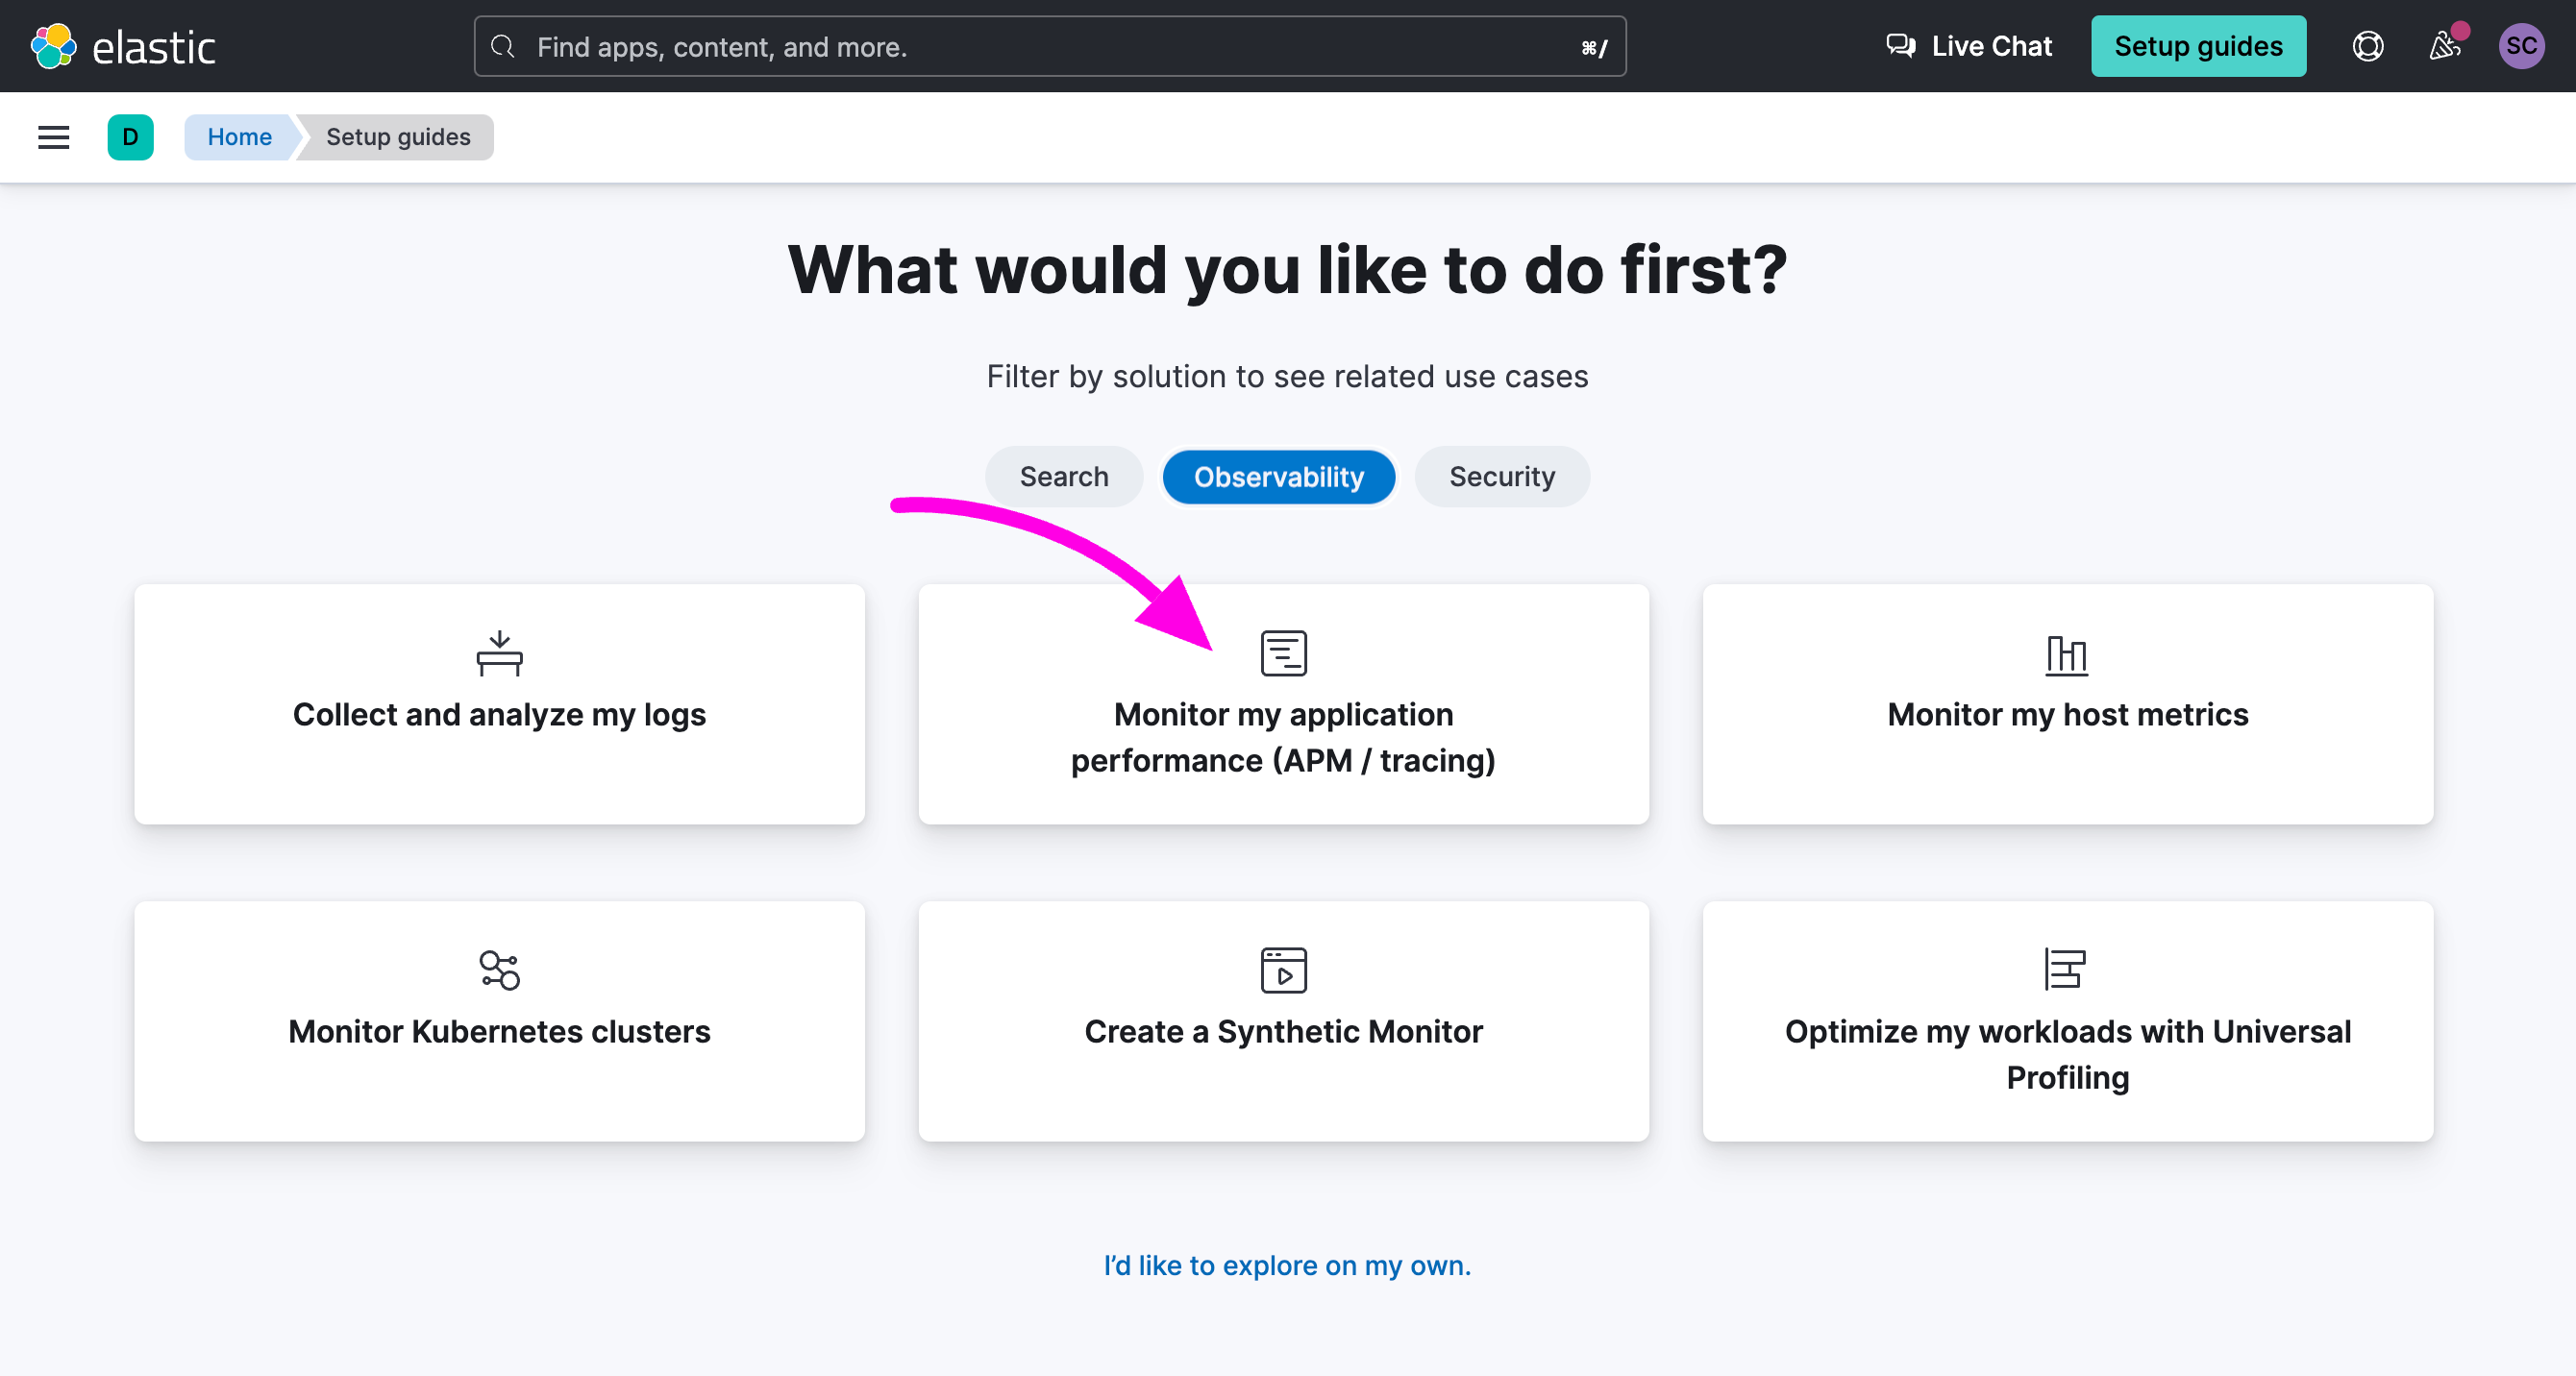 elastic
Find apps, content, and more.
⌘/
Live Chat
Setup guides
SC
D
Home
Setup guides
What would you like to do first?
Filter by solution to see related use cases
Search
Observability
Security
Collect and analyze my logs
Monitor my application
performance (APM / tracing)
Monitor my host metrics
Monitor Kubernetes clusters
Create a Synthetic Monitor
Optimize my workloads with Universal
Profiling
I’d like to explore on my own.